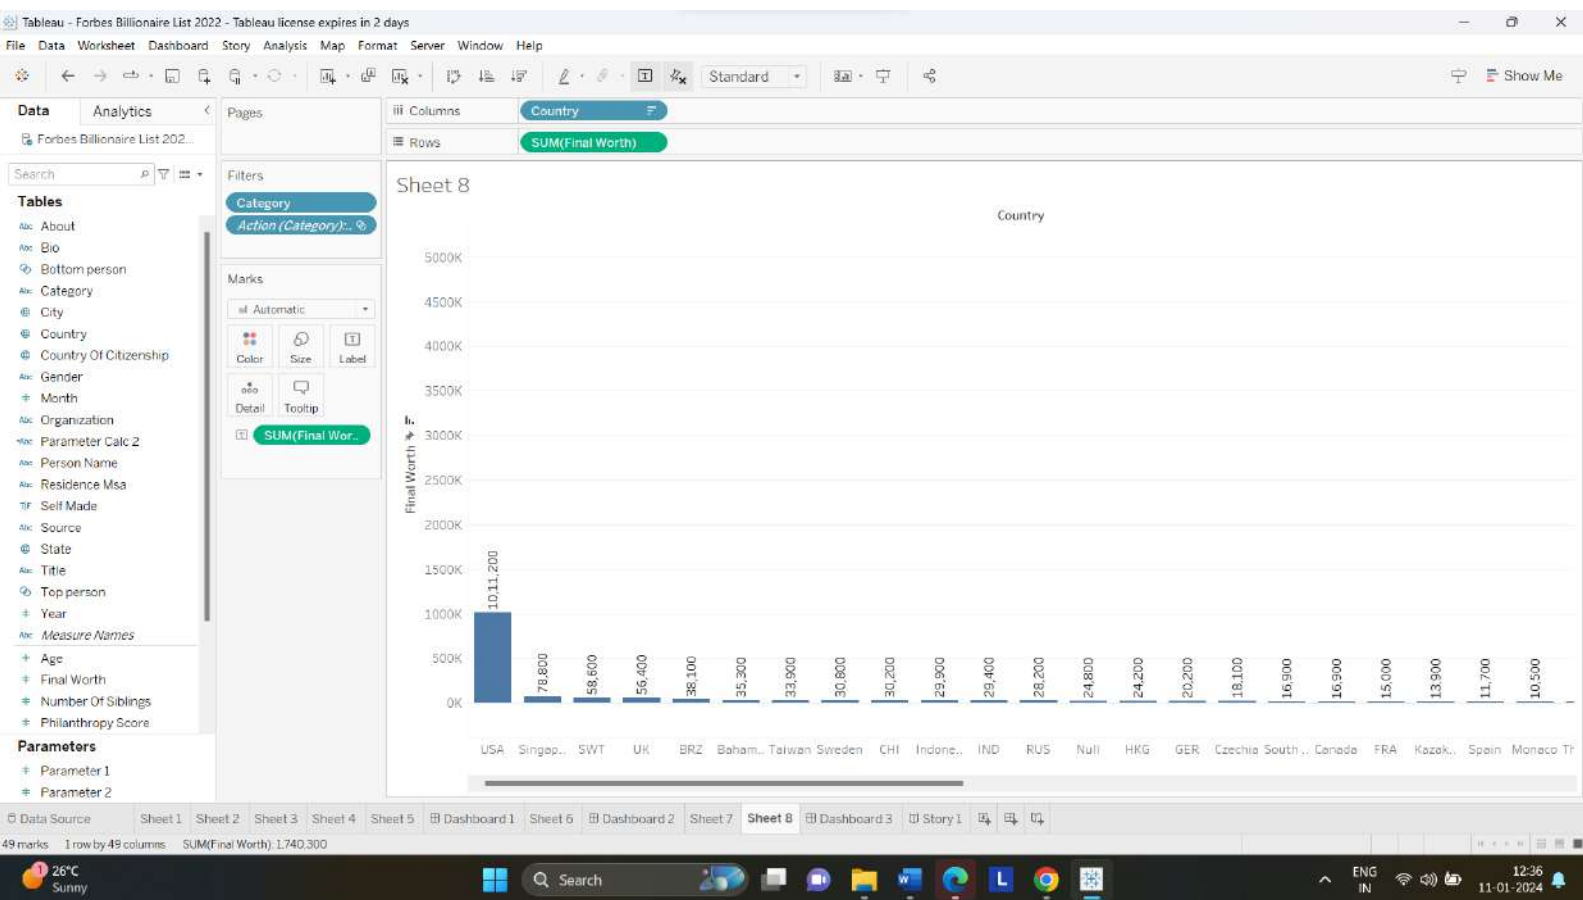 Tableau - Forbes Billionaire List 2022 - Tableau license expires in 2 days
File Data Worksheet Dashboard Story Analysis Map Format Server Window Help
Standard
Show Me
Data Analytics
Forbes Billionaire List 202...
Search
Tables
About
Bio
Bottom person
Category
City
Country
Country Of Citizenship
Gender
Month
Organization
Parameter Calc 2
Person Name
Residence Msa
Self Made
Source
State
Title
Top person
Year
Measure Names
Age
Final Worth
Number Of Siblings
Philanthropy Score
Parameters
Parameter 1
Parameter 2
Pages
Filters
Category
Action (Category):..
Marks
Automatic
Color Size Label
Detail Tooltip
SUM(Final Wor..
Columns Country
Rows SUM(Final Worth)
Sheet 8
Country
Final Worth
5000K
4500K
4000K
3500K
3000K
2500K
2000K
1500K
1000K
500K
0K
10,11,200
78,800
58,600
56,400
38,100
35,300
33,900
30,800
30,200
29,900
29,400
28,200
24,800
24,200
20,200
18,100
16,900
16,900
15,000
13,900
11,700
10,500
USA Singap.. SWT UK BRZ Baham.. Taiwan Sweden CHI Indone.. IND RUS Null HKG GER Czechia South .. Canada FRA Kazak.. Spain Monaco Th
Data Source Sheet 1 Sheet 2 Sheet 3 Sheet 4 Sheet 5 Dashboard 1 Sheet 6 Dashboard 2 Sheet 7 Sheet 8 Dashboard 3 Story 1
49 marks 1 row by 49 columns SUM(Final Worth): 1,740,300
1
26°C
Sunny
Search
ENG
IN
12:36
11-01-2024